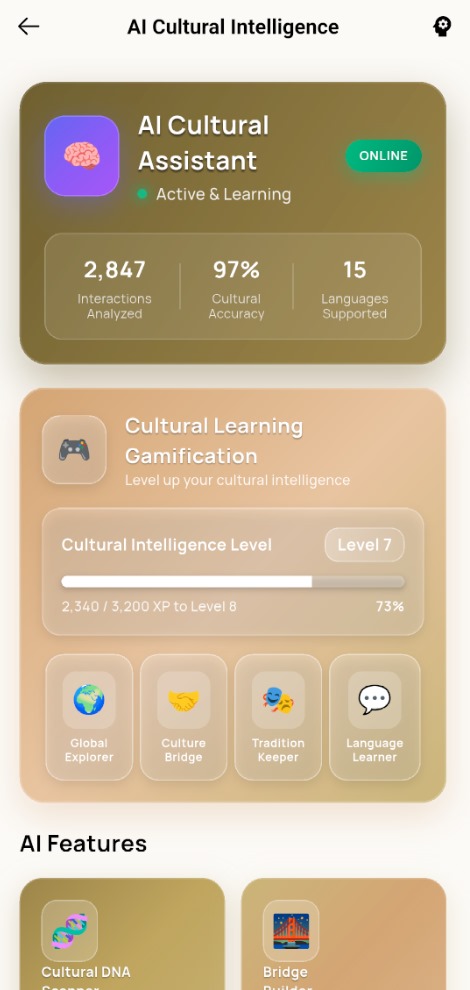 AI Cultural Intelligence
AI Cultural
Assistant
ONLINE
Active & Learning
2,847
97%
15
Interactions
Analyzed
Cultural
Accuracy
Languages
Supported
Cultural Learning
Gamification
Level up your cultural intelligence
Cultural Intelligence Level
Level 7
2,340 / 3,200 XP to Level 8
73%
Global
Explorer
Culture
Bridge
Tradition
Keeper
Language
Learner
AI Features
Cultural DNA
Scanner
Bridge
Builder